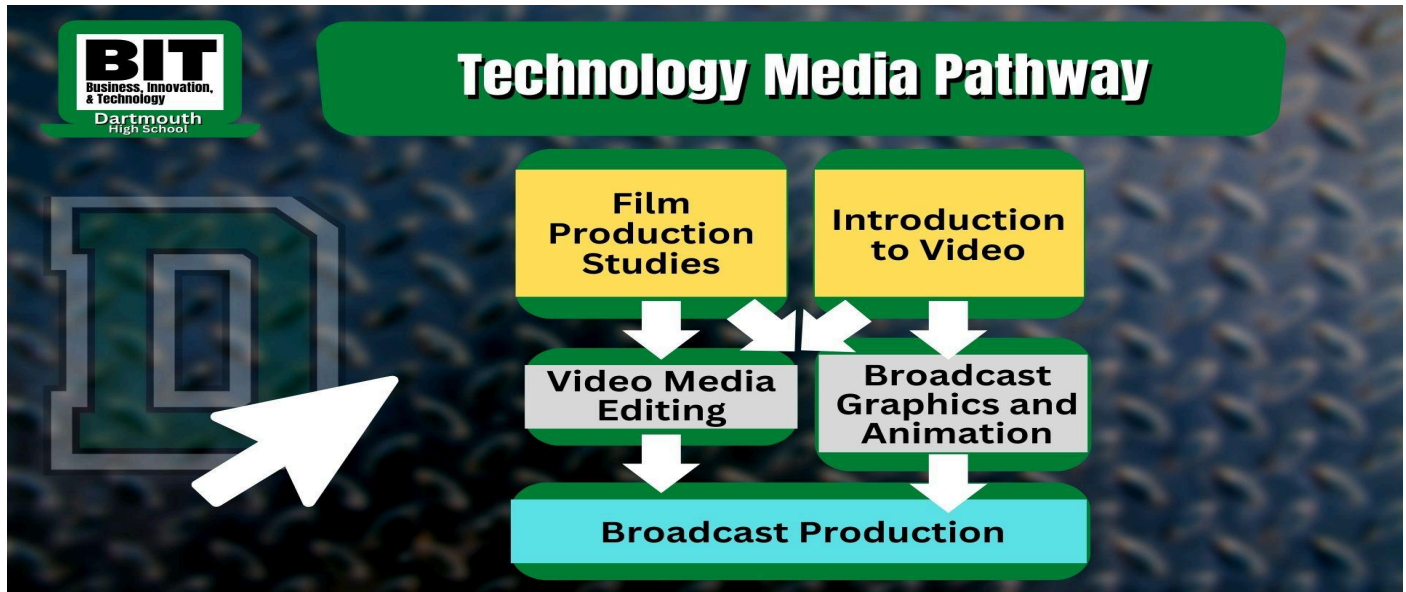 BIT
Business, Innovation,
& Technology
Dartmouth
High School
Technology Media Pathway
Film
Production
Studies
Introduction
to Video
Video Media
Editing
Broadcast
Graphics and
Animation
Broadcast Production
D